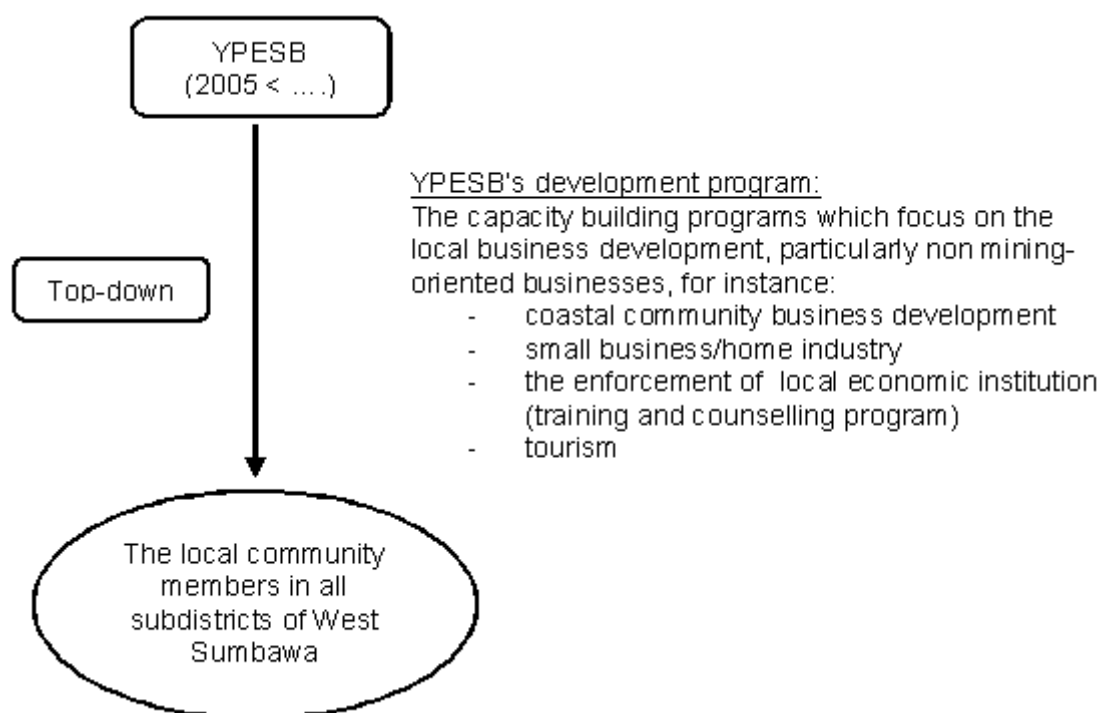 YPESB
(2005 < ....)
YPESB's development program:
The capacity building programs which focus on the
local business development, particularly non mining-
oriented businesses, for instance:
- coastal community business development
- small business/home industry
- the enforcement of local economic institution
(training and counselling program)
- tourism
Top-down
The local community
members in all
subdistricts of West
Sumbawa